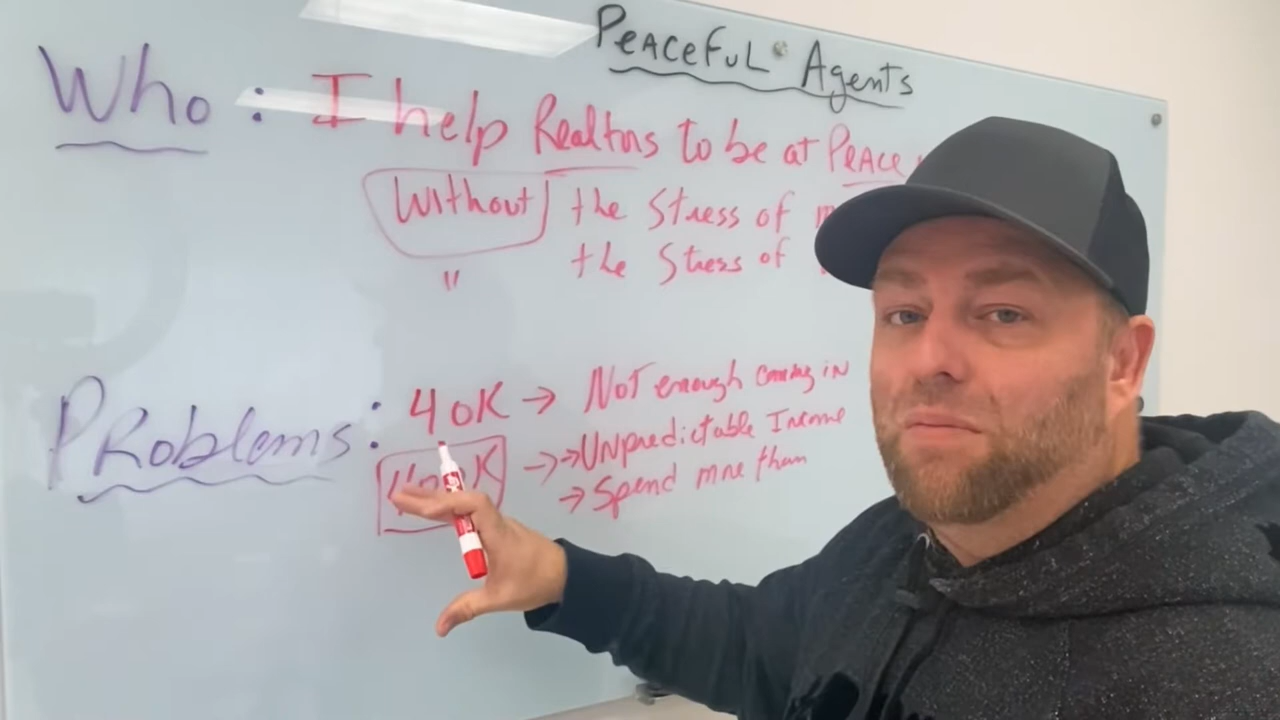 PEACEFUL Agents
Who : I help Realtors to be at PEACE
Without the Stress of
" the Stress of
PRoblems : 40K → Not enough coming in
→ → Unpredictable Income
→ Spend more than